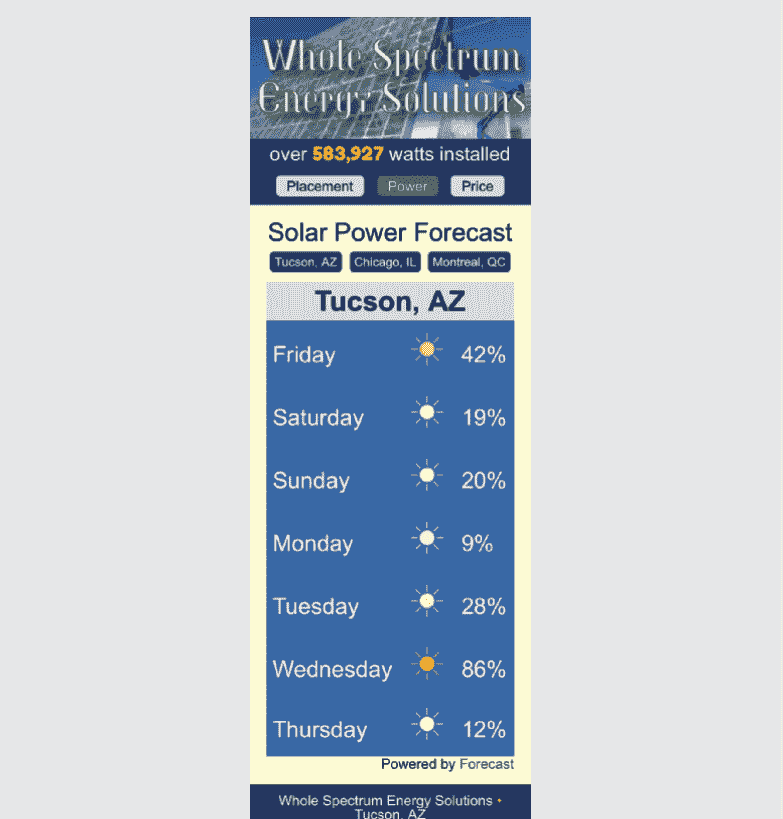 Whole Spectrum
Energy Solutions
over 583,927 watts installed
Placement Power Price
Solar Power Forecast
Tucson, AZ Chicago, IL Montreal, QC
Tucson, AZ
Friday 42%
Saturday 19%
Sunday 20%
Monday 9%
Tuesday 28%
Wednesday 86%
Thursday 12%
Powered by Forecast
Whole Spectrum Energy Solutions •
Tucson, AZ